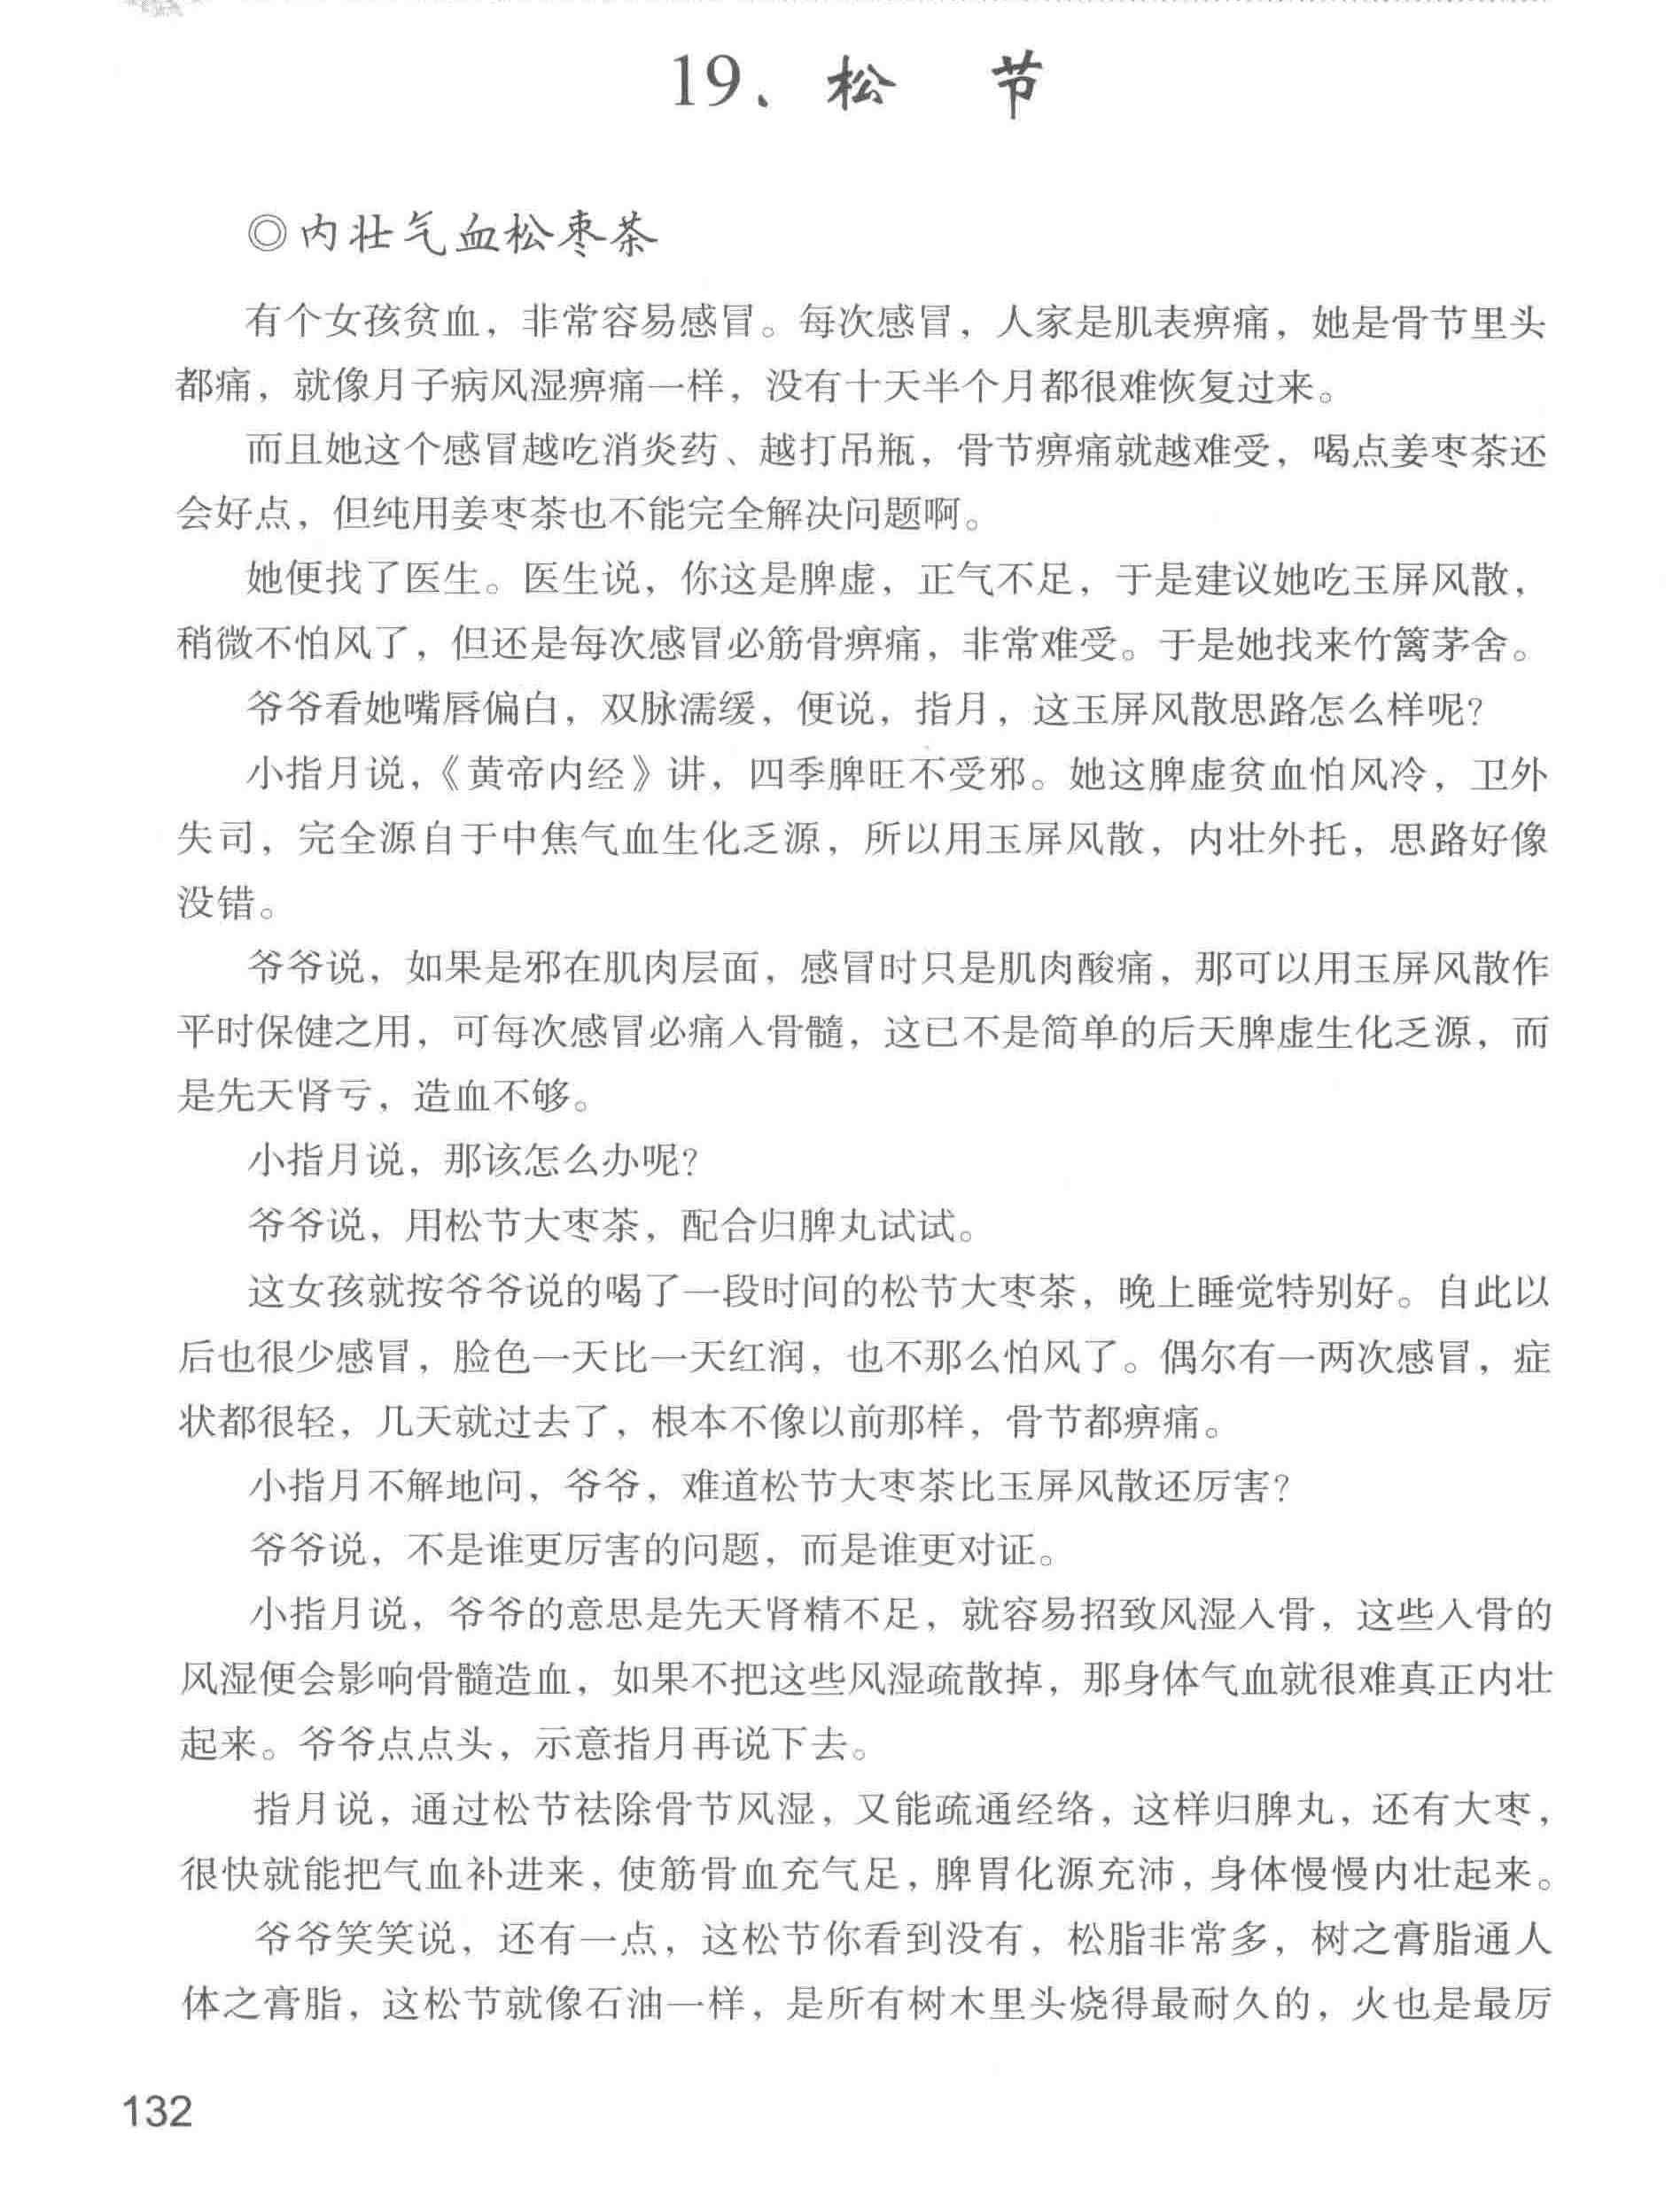 19、松 节
◎内壮气血松枣茶
有个女孩贫血，非常容易感冒。每次感冒，人家是肌表痹痛，她是骨节里头
都痛，就像月子病风湿痹痛一样，没有十天半个月都很难恢复过来。
而且她这个感冒越吃消炎药、越打吊瓶，骨节痹痛就越难受，喝点姜枣茶还
会好点，但纯用姜枣茶也不能完全解决问题啊。
她便找了医生。医生说，你这是脾虚，正气不足，于是建议她吃玉屏风散，
稍微不怕风了，但还是每次感冒必筋骨痹痛，非常难受。于是她找来竹篱茅舍。
爷爷看她嘴唇偏白，双脉濡缓，便说，指月，这玉屏风散思路怎么样呢？
小指月说，《黄帝内经》讲，四季脾旺不受邪。她这脾虚贫血怕风冷，卫外
失司，完全源自于中焦气血生化乏源，所以用玉屏风散，内壮外托，思路好像
没错。
爷爷说，如果是邪在肌肉层面，感冒时只是肌肉酸痛，那可以用玉屏风散作
平时保健之用，可每次感冒必痛入骨髓，这已不是简单的后天脾虚生化乏源，而
是先天肾亏，造血不够。
小指月说，那该怎么办呢？
爷爷说，用松节大枣茶，配合归脾丸试试。
这女孩就按爷爷说的喝了一段时间的松节大枣茶，晚上睡觉特别好。自此以
后也很少感冒，脸色一天比一天红润，也不那么怕风了。偶尔有一两次感冒，症
状都很轻，几天就过去了，根本不像以前那样，骨节都痹痛。
小指月不解地问，爷爷，难道松节大枣茶比玉屏风散还厉害？
爷爷说，不是谁更厉害的问题，而是谁更对证。
小指月说，爷爷的意思是先天肾精不足，就容易招致风湿入骨，这些入骨的
风湿便会影响骨髓造血，如果不把这些风湿疏散掉，那身体气血就很难真正内壮
起来。爷爷点点头，示意指月再说下去。
指月说，通过松节祛除骨节风湿，又能疏通经络，这样归脾丸，还有大枣，
很快就能把气血补进来，使筋骨血充气足，脾胃化源充沛，身体慢慢内壮起来。
爷爷笑笑说，还有一点，这松节你看到没有，松脂非常多，树之膏脂通人
体之膏脂，这松节就像石油一样，是所有树木里头烧得最耐久的，火也是最厉
132